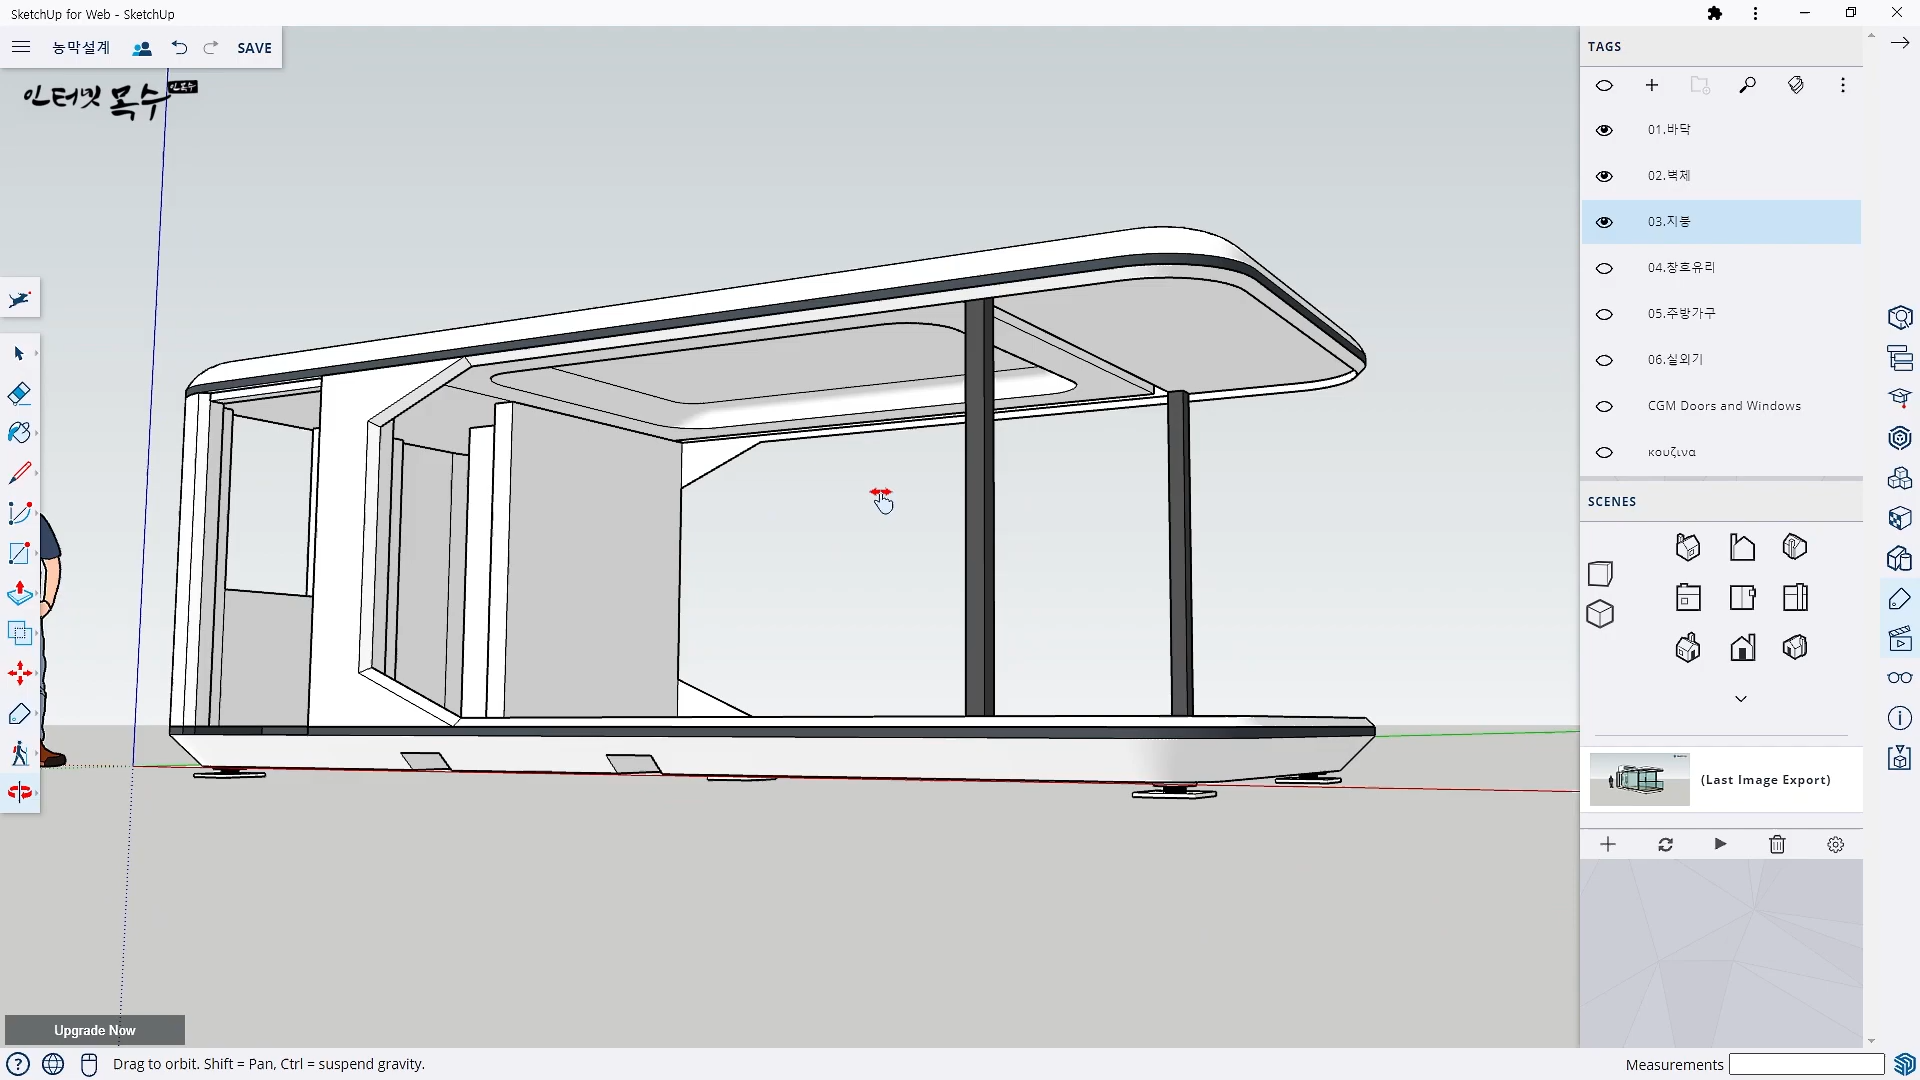 SketchUp for Web - SketchUp
농막설계
SAVE
인터넷 목수
인목수
TAGS
01.바닥
02.벽체
03.지붕
04.창호유리
05.주방가구
06.실외기
CGM Doors and Windows
κουζινα
SCENES
(Last Image Export)
Upgrade Now
Drag to orbit. Shift = Pan, Ctrl = suspend gravity.
Measurements